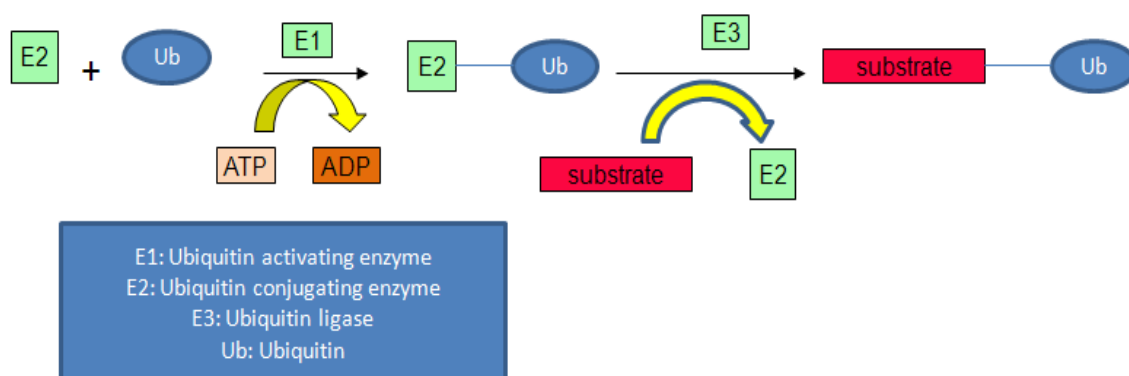 E2 + Ub E1 E2 Ub E3 substrate Ub
ATP ADP substrate E2
E1: Ubiquitin activating enzyme
E2: Ubiquitin conjugating enzyme
E3: Ubiquitin ligase
Ub: Ubiquitin